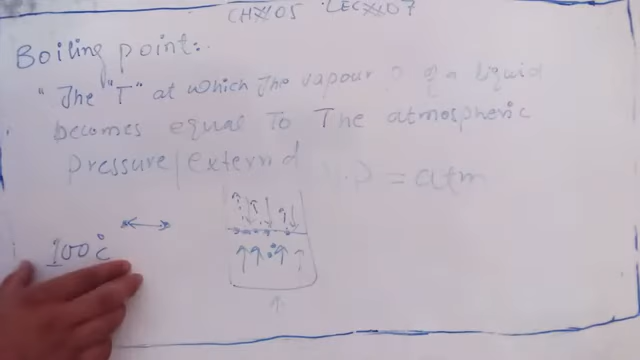 CH#05 LEC#07
Boiling point:
"The "T" at which The vapour P of a liquid
becomes equal To The atmospheric
pressure/external
V.P = atm
100°C